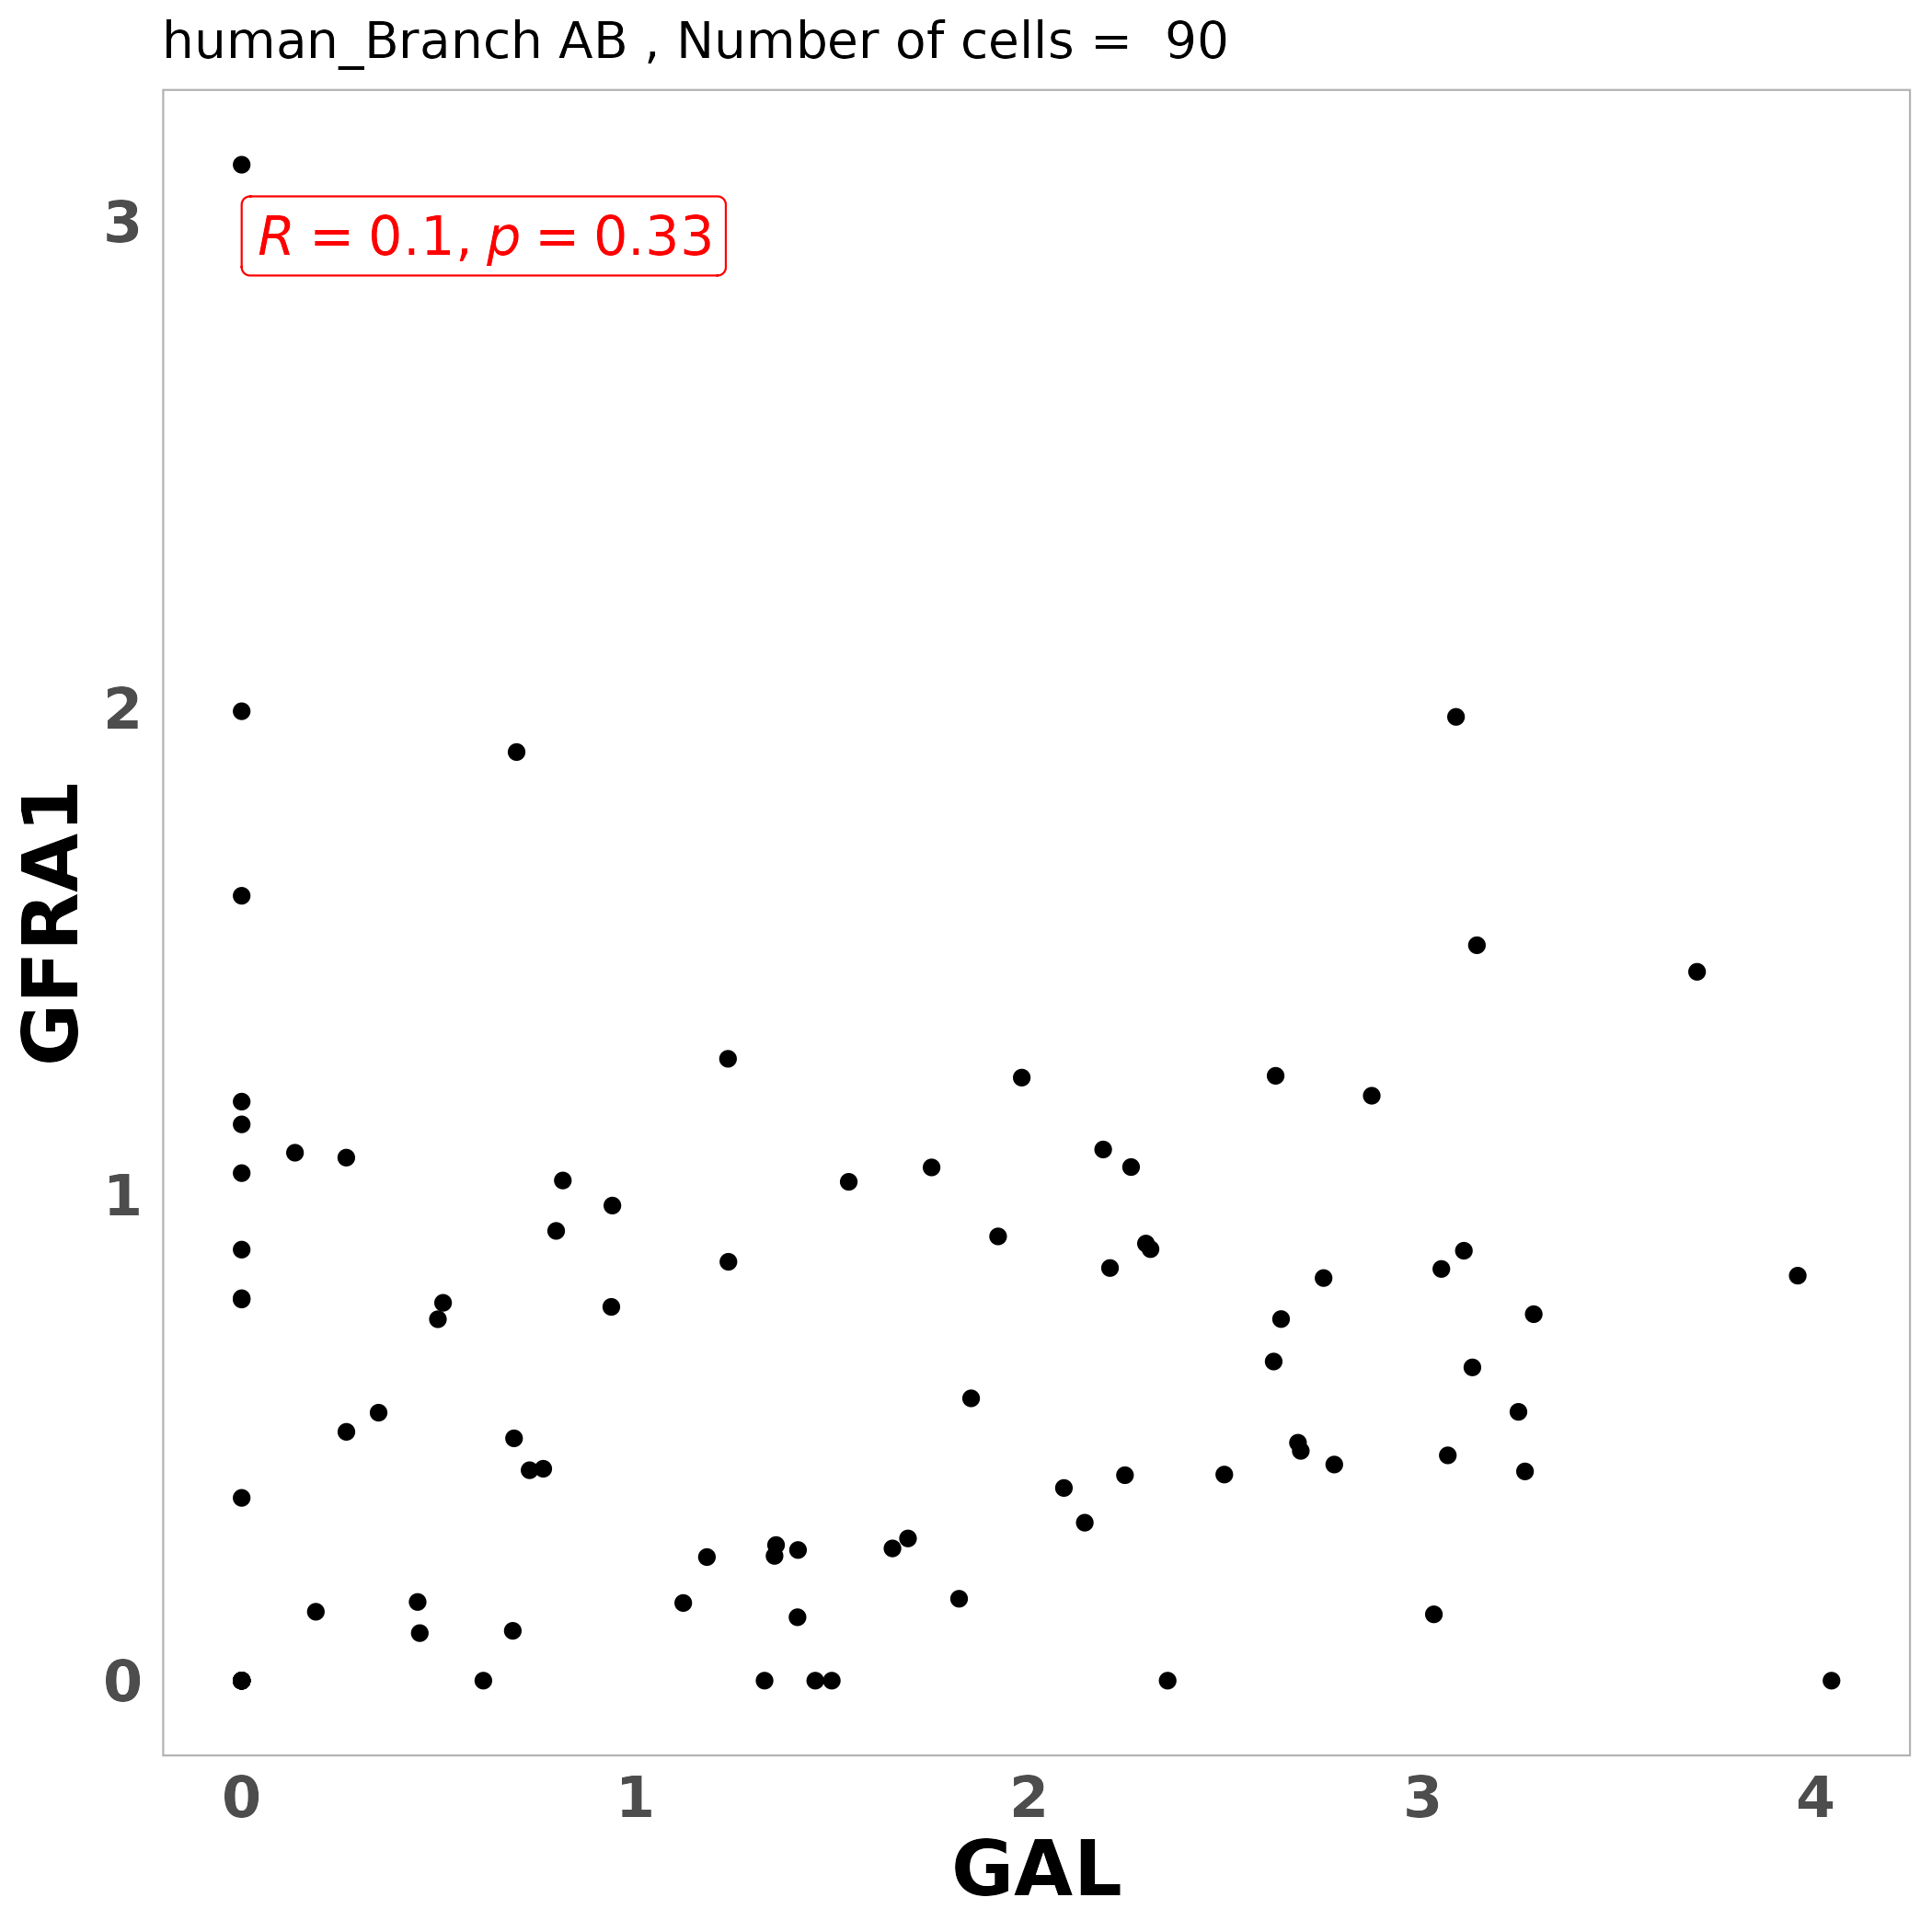 human_Branch AB , Number of cells =  90
3
R = 0.1, p = 0.33
2
GFRA1
1
0
0 1 2 3 4
GAL